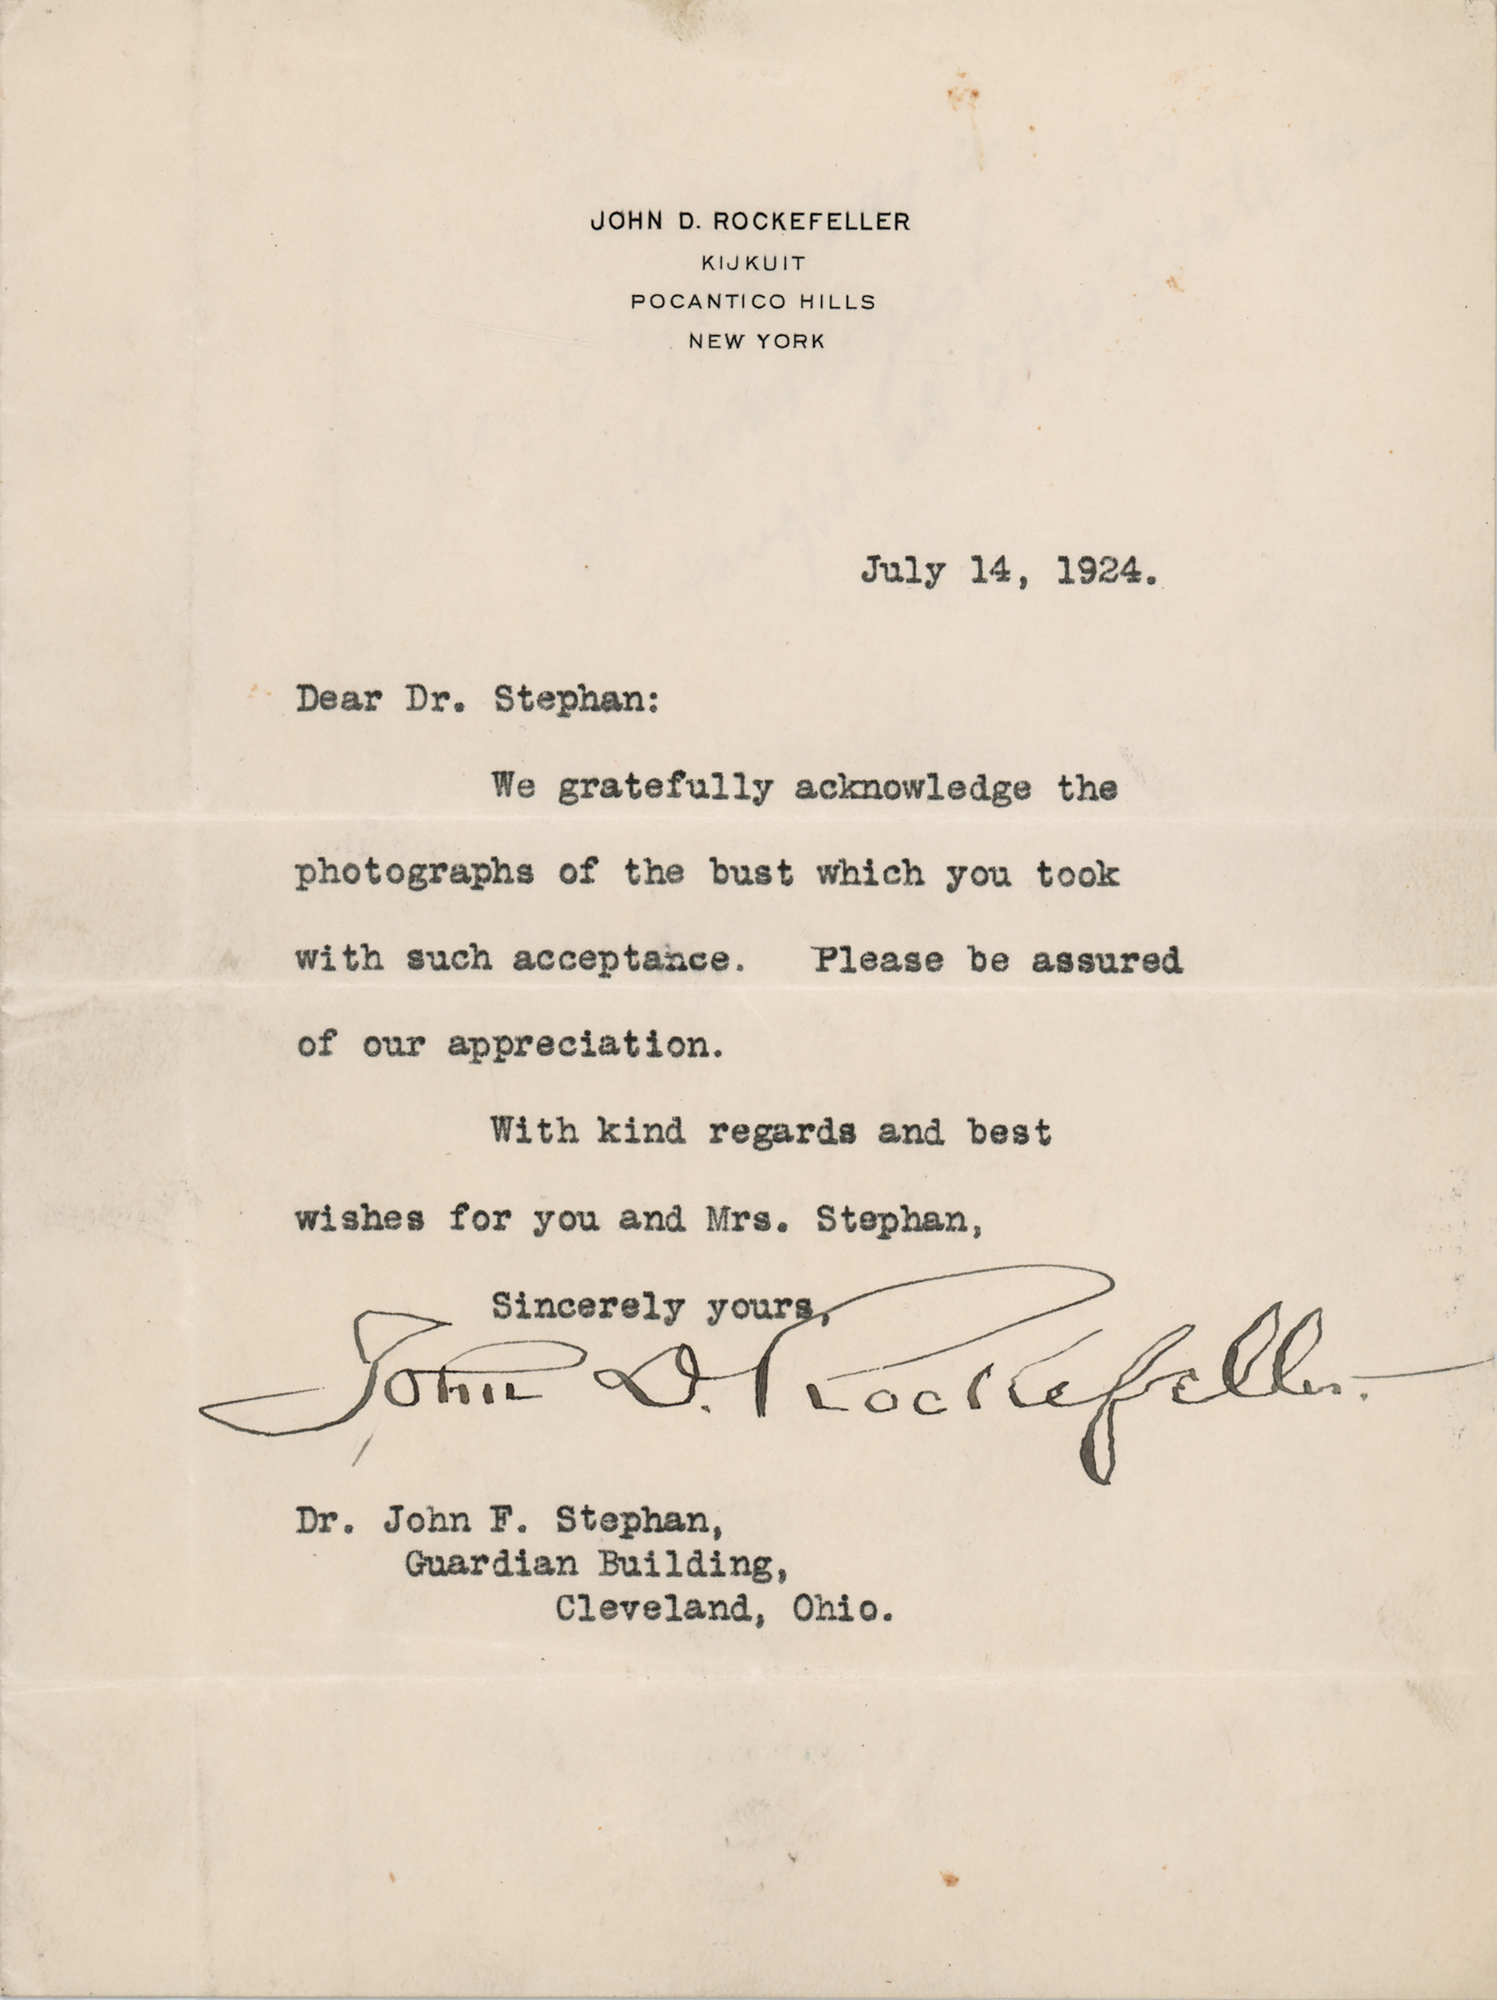 JOHN D. ROCKEFELLER
KIJKUIT
POCANTICO HILLS
NEW YORK
July 14, 1924.
Dear Dr. Stephan:
We gratefully acknowledge the
photographs of the bust which you took
with such acceptance. Please be assured
of our appreciation.
With kind regards and best
wishes for you and Mrs. Stephan,
Sincerely yours,
John D. Rockefeller.
Dr. John F. Stephan,
Guardian Building,
Cleveland, Ohio.